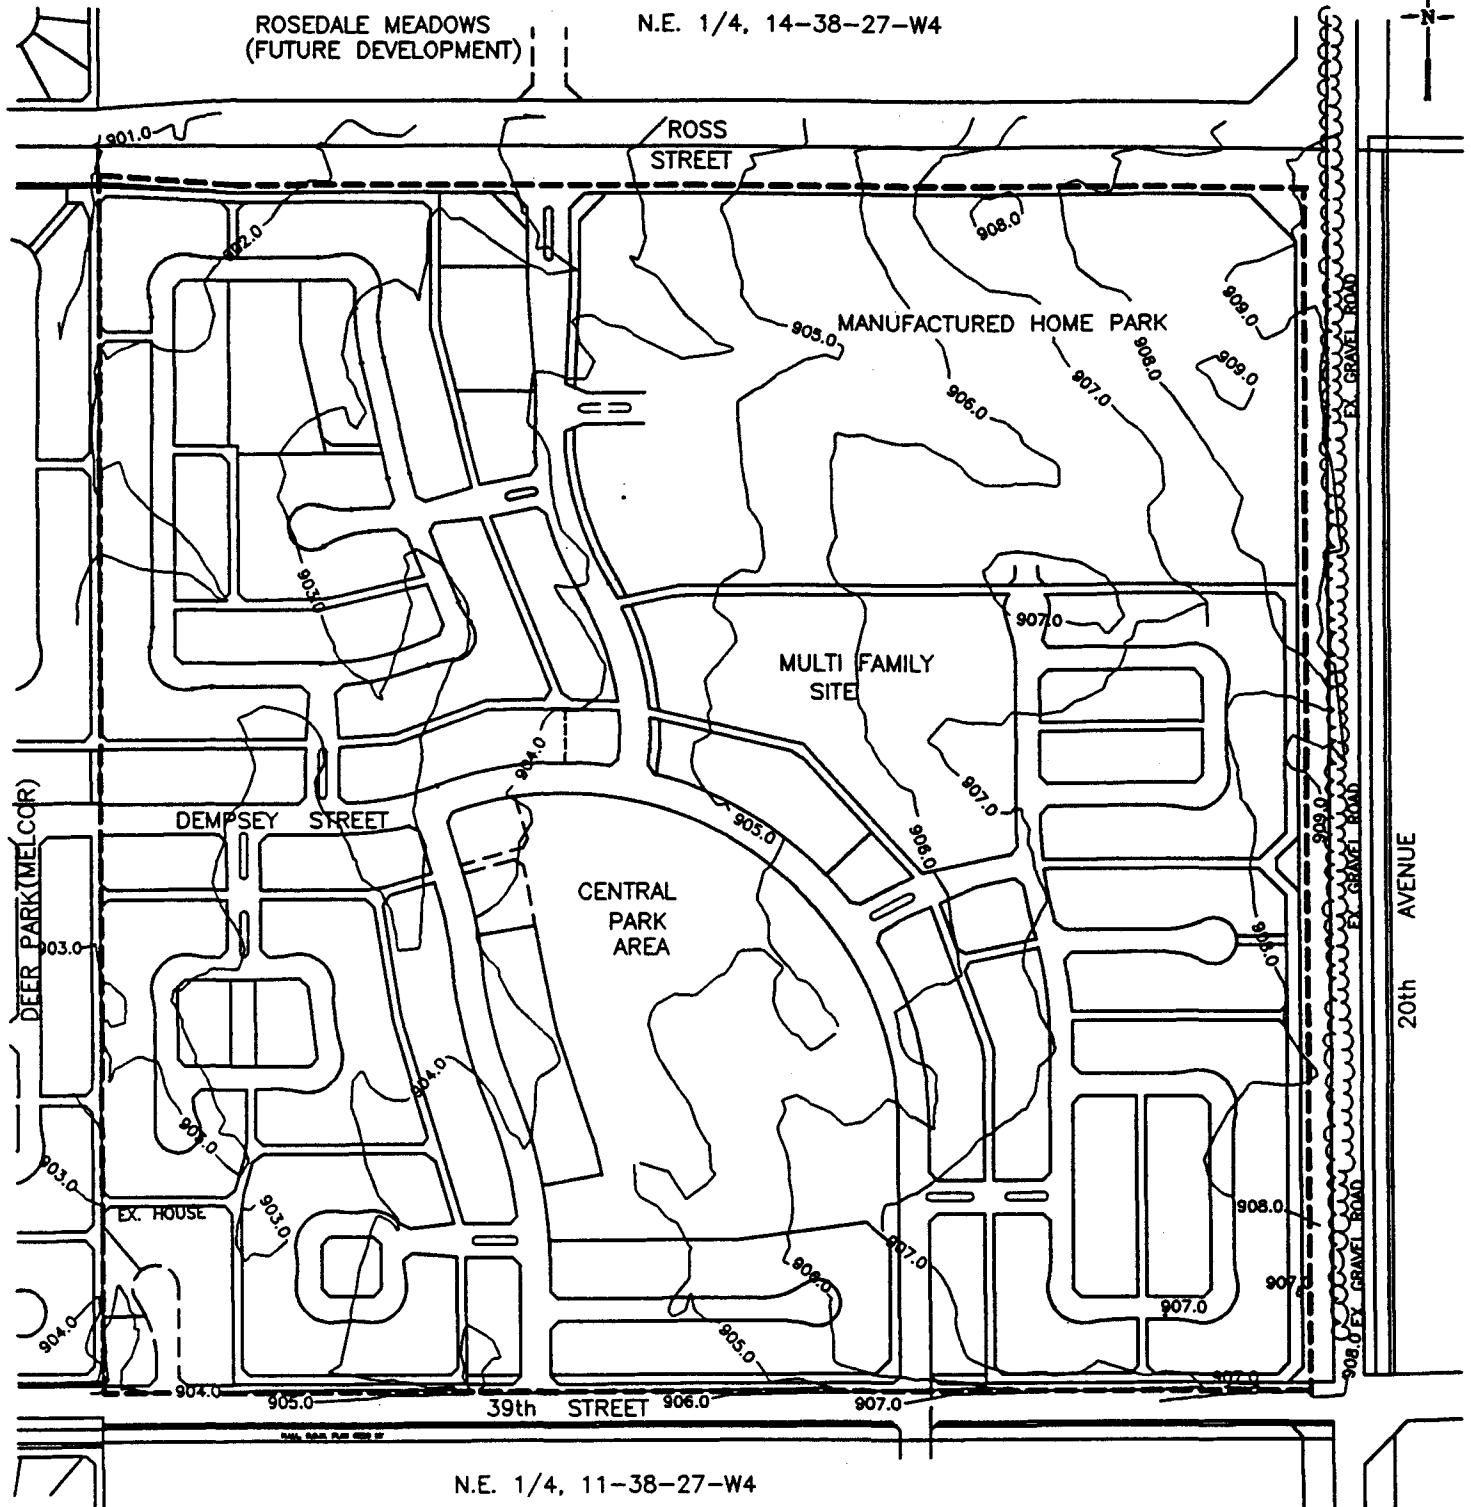 ROSEDALE MEADOWS
(FUTURE DEVELOPMENT)
N.E. 1/4, 14-38-27-W4
N
901.0
ROSS
STREET
902.0
908.0
905.0
MANUFACTURED HOME PARK
909.0
EX. GRAVEL ROAD
908.0
909.0
907.0
906.0
903.0
907.0
MULTI FAMILY
SITE
904.0
907.0
909.0
DEMPSEY STREET
905.0
906.0
EX. GRAVEL ROAD
20th AVENUE
DEER PARK(MELCOR)
CENTRAL
PARK
AREA
903.0
908.0
904.0
903.0
903.0
EX. HOUSE
903.0
908.0
EX. GRAVEL ROAD
907.0
906.0
907.0
907.0
904.0
905.0
908.0
904.0
905.0
906.0
907.0
907.0
39th STREET
N.E. 1/4, 11-38-27-W4